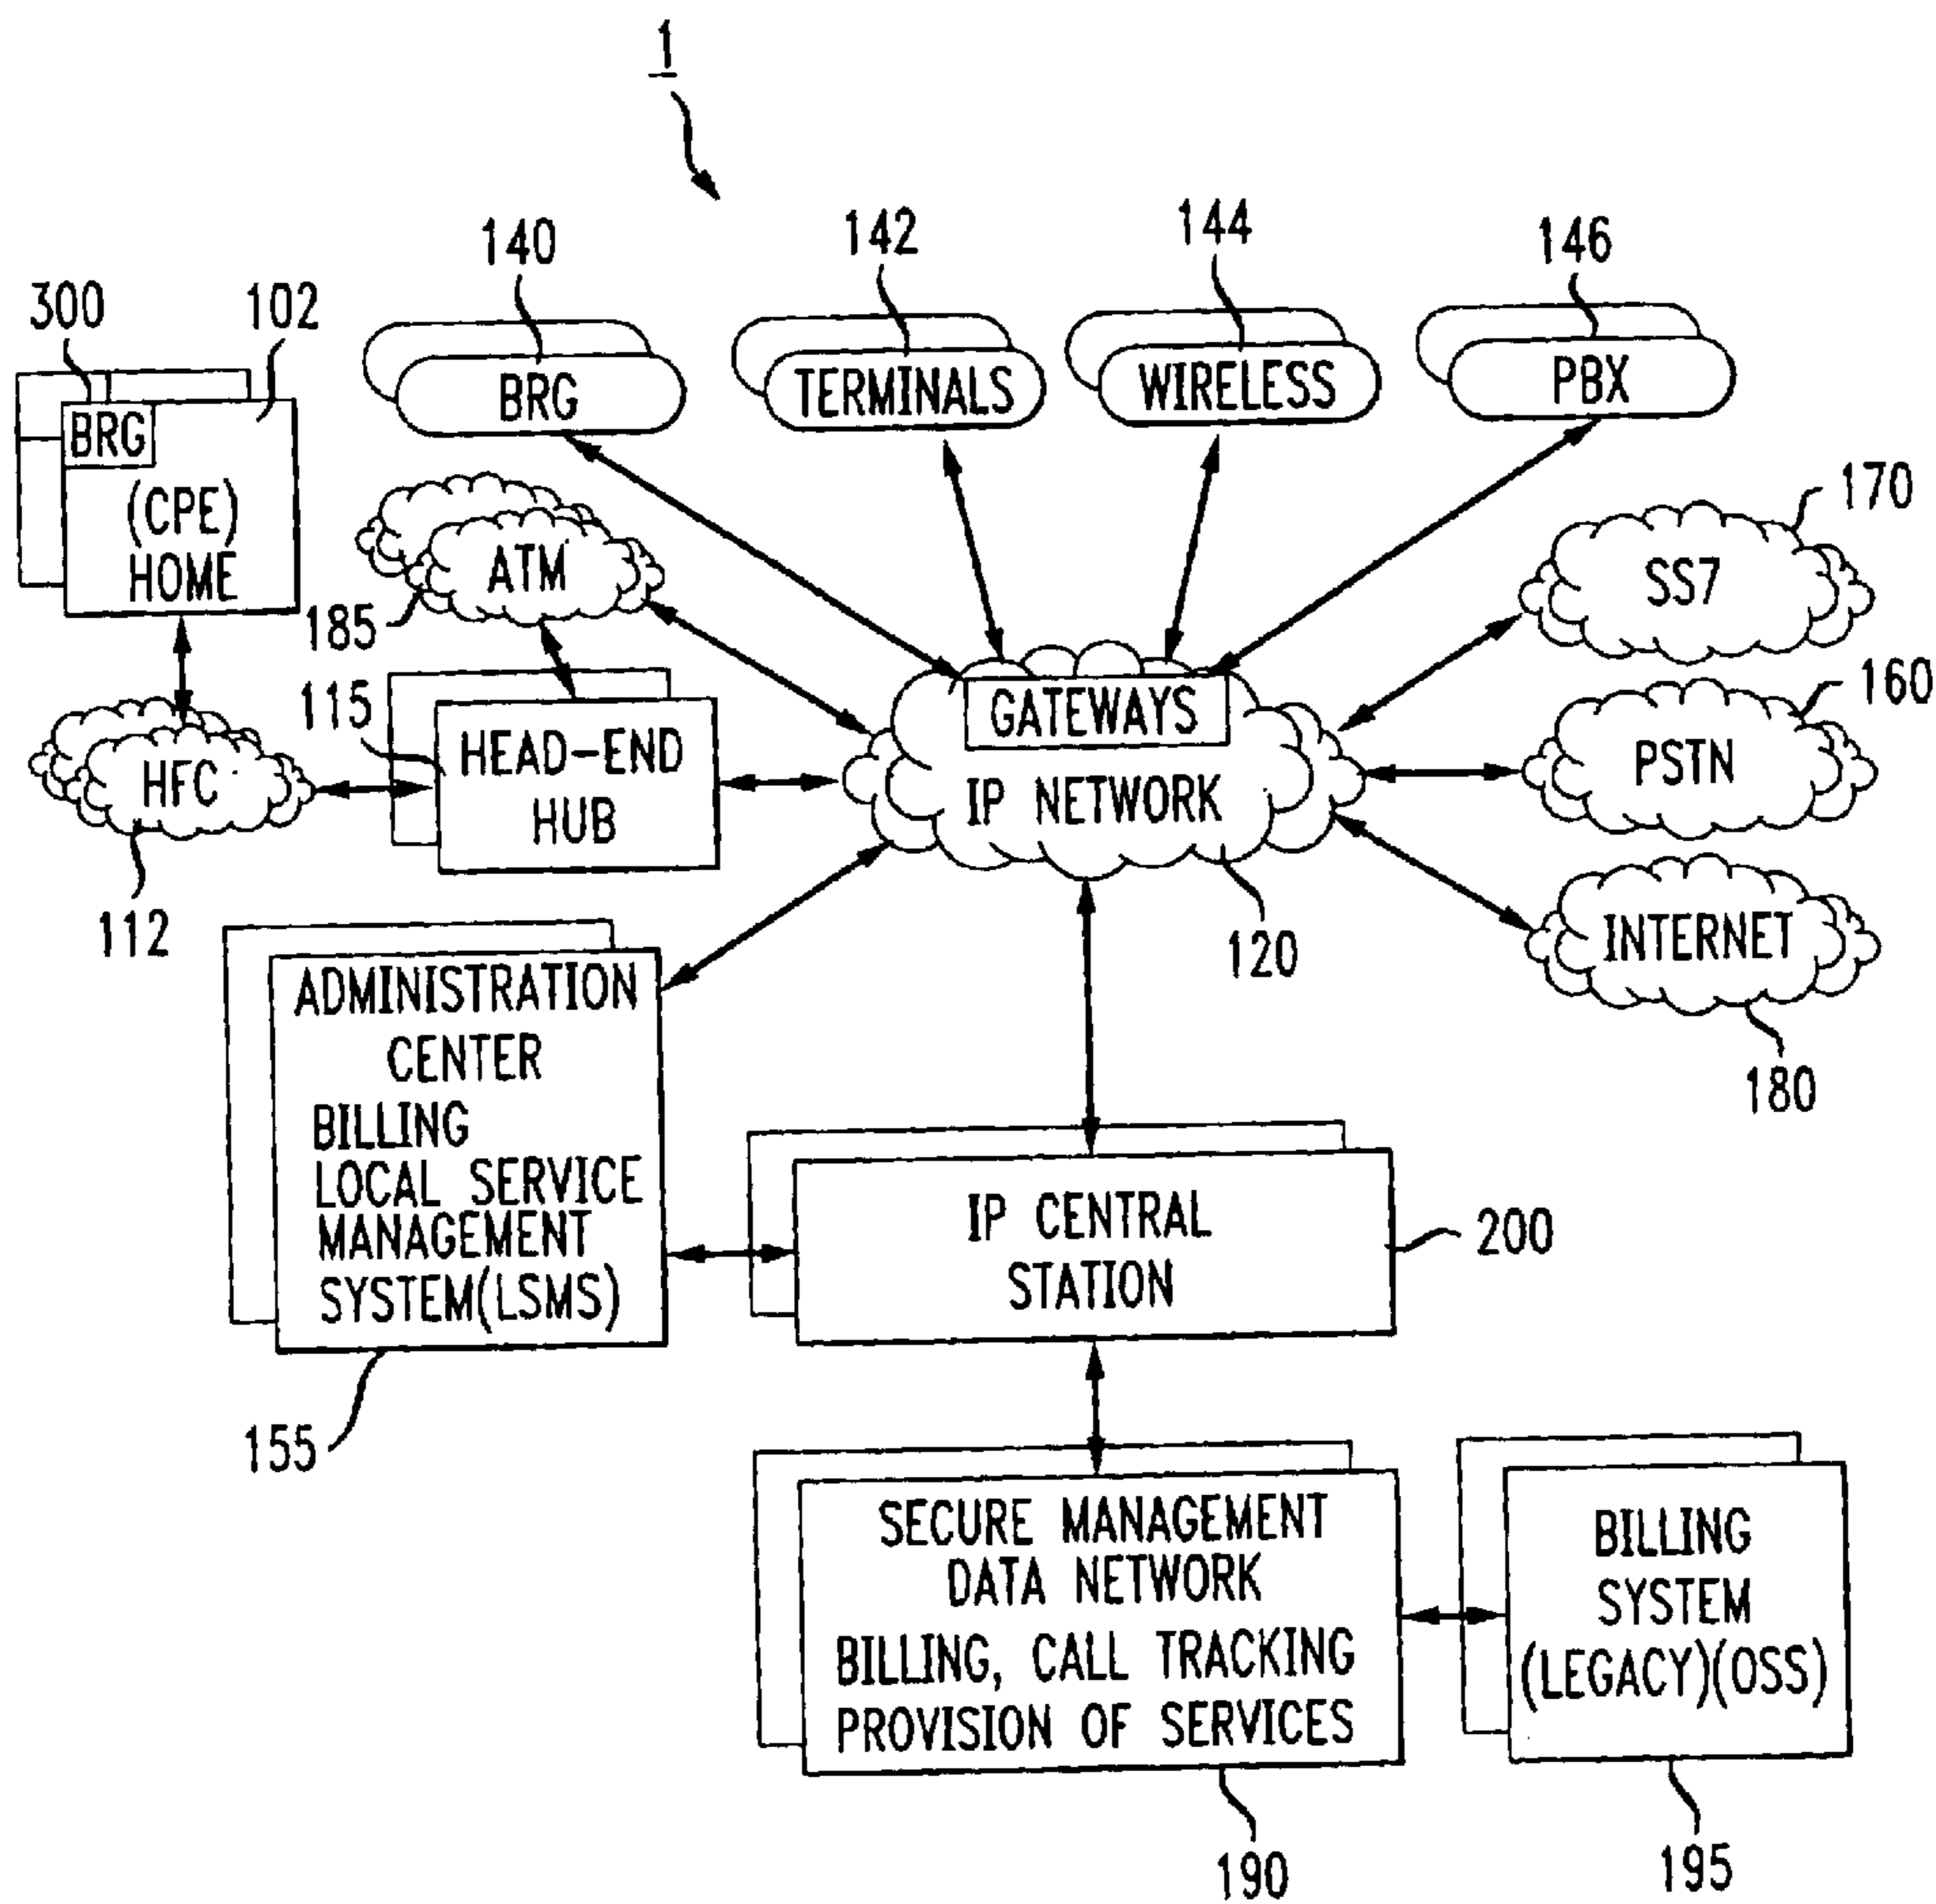 1
140
142
144
146
300
102
BRG
TERMINALS
WIRELESS
PBX
BRG
(CPE)
HOME
ATM
185
170
SS7
115
GATEWAYS
160
HEAD-END
HUB
IP NETWORK
PSTN
HFC
112
120
INTERNET
180
ADMINISTRATION
CENTER
BILLING
LOCAL SERVICE
MANAGEMENT
SYSTEM(LSMS)
155
IP CENTRAL
STATION
200
SECURE MANAGEMENT
DATA NETWORK
BILLING, CALL TRACKING
PROVISION OF SERVICES
190
BILLING
SYSTEM
(LEGACY)(OSS)
195